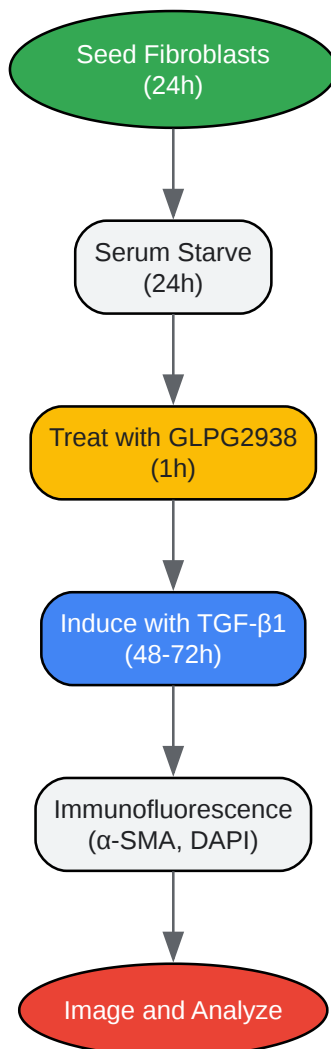 Seed Fibroblasts
(24h)
Serum Starve
(24h)
Treat with GLPG2938
(1h)
Induce with TGF-β1
(48-72h)
Immunofluorescence
(α-SMA, DAPI)
Image and Analyze